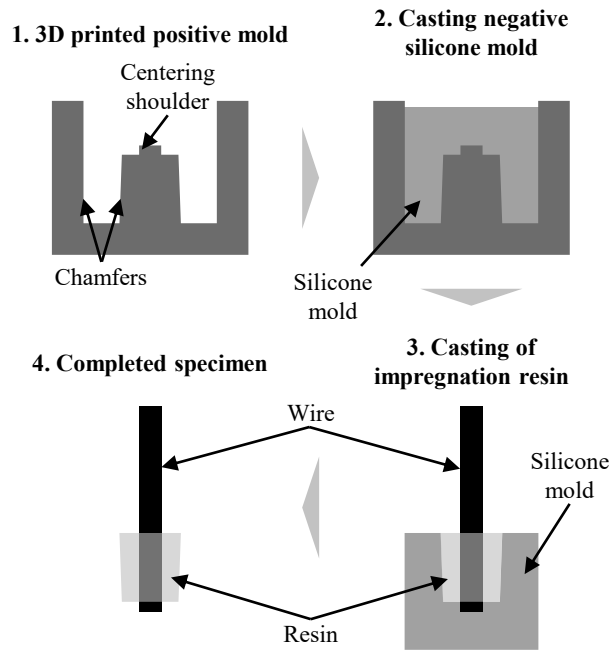 1. 3D printed positive mold
Centering
shoulder
Chamfers
2. Casting negative
silicone mold
Silicone
mold
3. Casting of
impregnation resin
Silicone
mold
4. Completed specimen
Wire
Resin